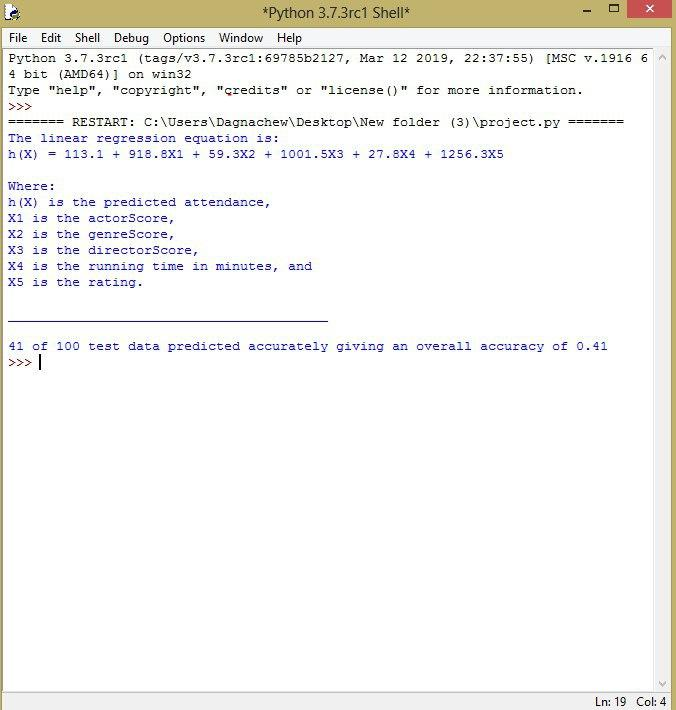 *Python 3.7.3rc1 Shell*
File Edit Shell Debug Options Window Help
Python 3.7.3rc1 (tags/v3.7.3rc1:69785b2127, Mar 12 2019, 22:37:55) [MSC v.1916 6
4 bit (AMD64)] on win32
Type "help", "copyright", "credits" or "license()" for more information.
>>>
======= RESTART: C:\Users\Dagnachew\Desktop\New folder (3)\project.py =======
The linear regression equation is:
h(X) = 113.1 + 918.8X1 + 59.3X2 + 1001.5X3 + 27.8X4 + 1256.3X5
Where:
h(X) is the predicted attendance,
X1 is the actorScore,
X2 is the genreScore,
X3 is the directorScore,
X4 is the running time in minutes, and
X5 is the rating.
________________________________________
41 of 100 test data predicted accurately giving an overall accuracy of 0.41
>>>
Ln: 19 Col: 4